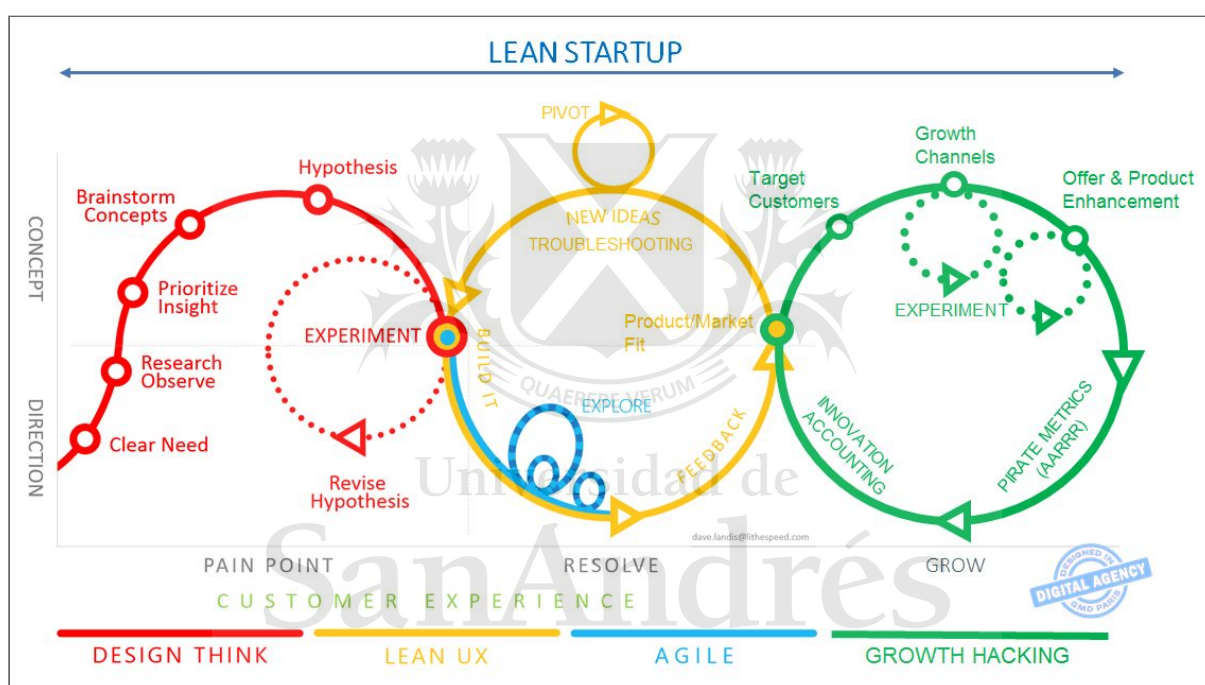 LEAN STARTUP
PIVOT
Growth
Channels
Hypothesis
Brainstorm
Concepts
Target
Customers
Offer & Product
Enhancement
NEW IDEAS
TROUBLESHOOTING
CONCEPT
Prioritize
Insight
EXPERIMENT
BUILD IT
Product/Market
Fit
EXPERIMENT
Research
Observe
QUAERERE VERUM
EXPLORE
DIRECTION
Clear Need
FEEDBACK
INNOVATION
ACCOUNTING
PIRATE METRICS
(AARRR)
Revise
Hypothesis
Universidad de
SanAndrés
dave.landis@lithespeed.com
PAIN POINT
RESOLVE
GROW
DESIGNED IN
DIGITAL AGENCY
GMD PARIS
CUSTOMER EXPERIENCE
DESIGN THINK
LEAN UX
AGILE
GROWTH HACKING